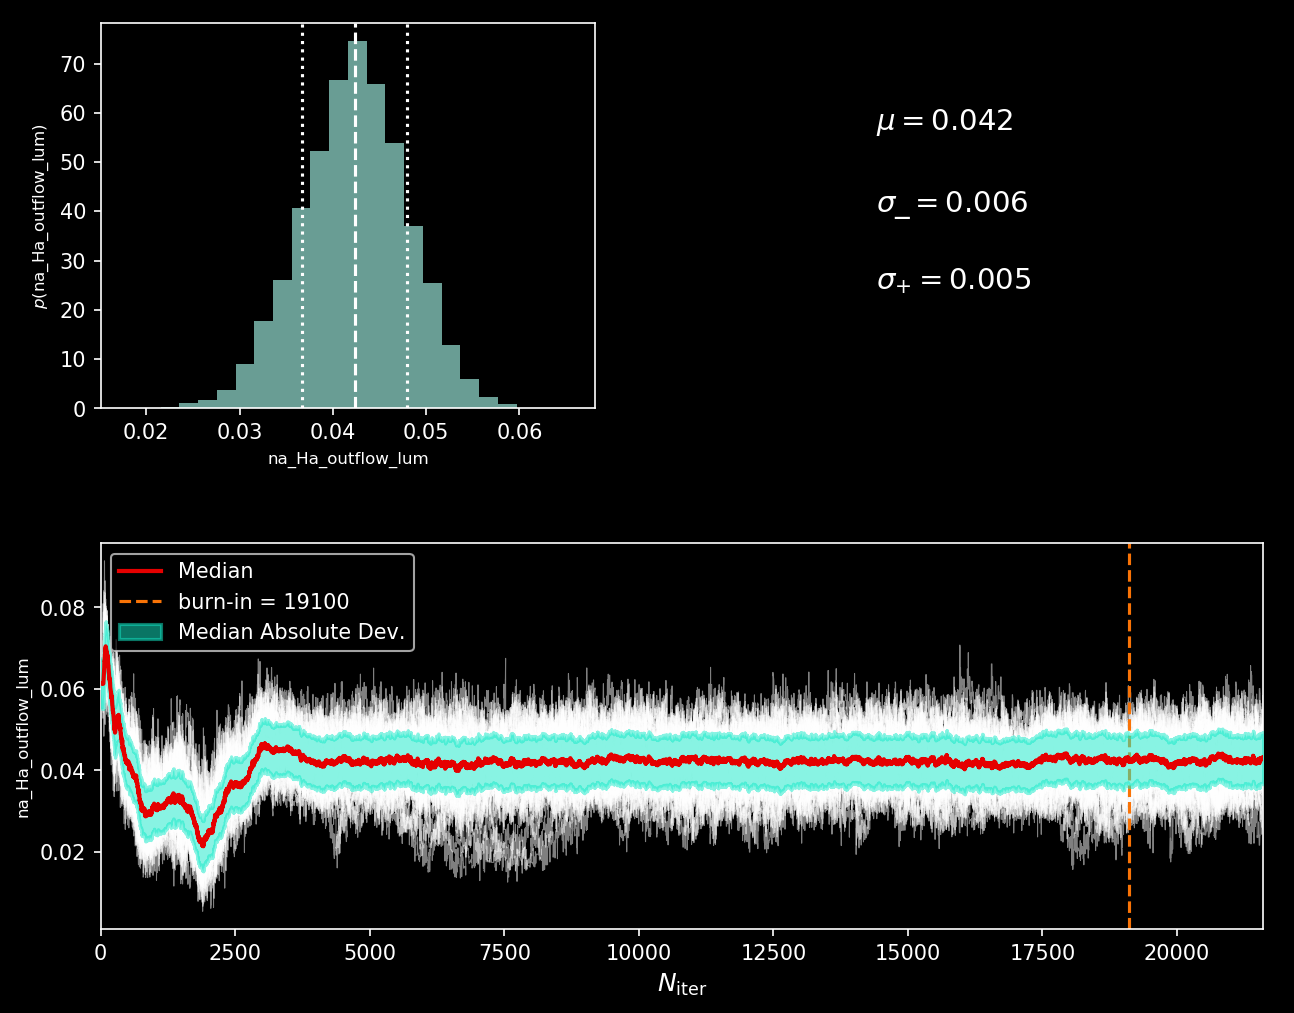 70
60
50
40
30
20
10
0
p(na_Ha_outflow_lum)
0.02 0.03 0.04 0.05 0.06
na_Ha_outflow_lum
μ = 0.042
σ₋ = 0.006
σ₊ = 0.005
Median
burn-in = 19100
Median Absolute Dev.
0.08
0.06
0.04
0.02
na_Ha_outflow_lum
0 2500 5000 7500 10000 12500 15000 17500 20000
N_iter